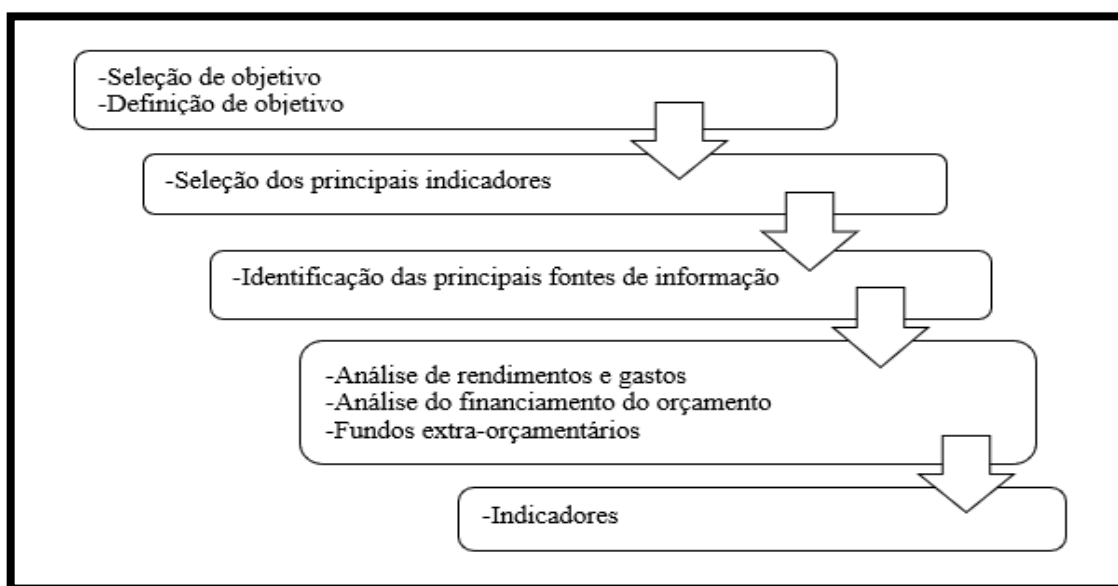 -Seleção de objetivo
-Definição de objetivo
-Seleção dos principais indicadores
-Identificação das principais fontes de informação
-Análise de rendimentos e gastos
-Análise do financiamento do orçamento
-Fundos extra-orçamentários
-Indicadores